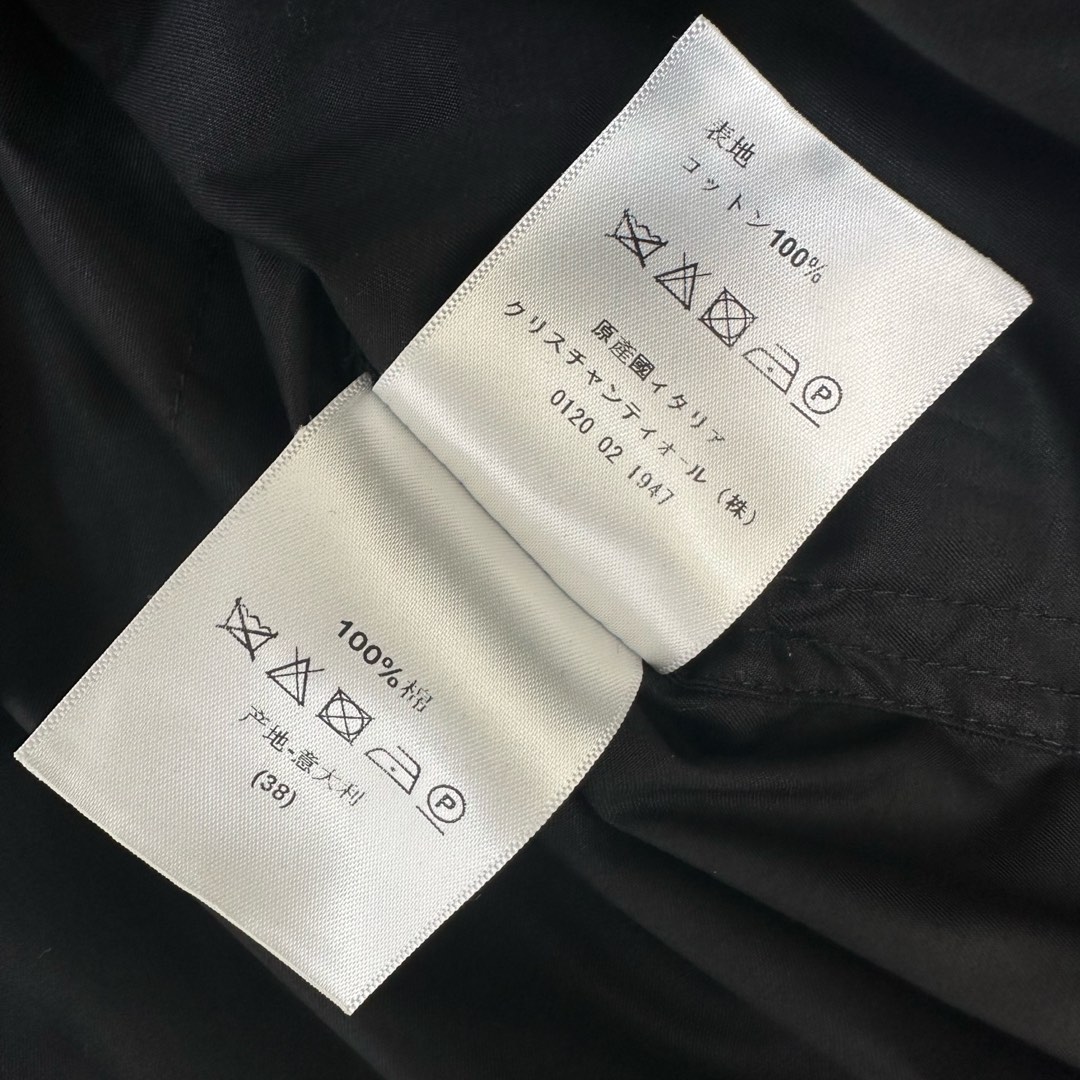 表地
コットン100%
P
原産國イタリア
クリスチャンディオール（株）
0120 02 1947
100%棉
P
产地-意大利
(38)